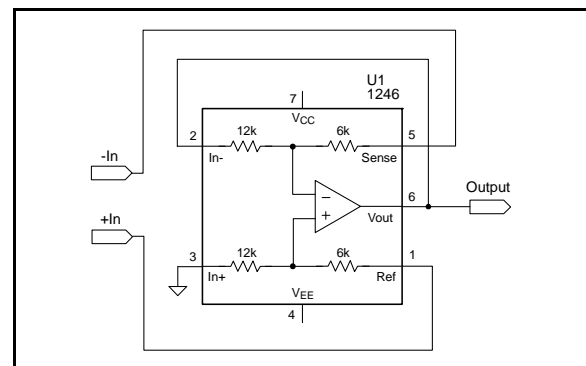 U1
1246
7
VCC
2
12k
6k
5
In-
Sense
-In
Output
6
Vout
+In
3
12k
6k
1
In+
Ref
VEE
4